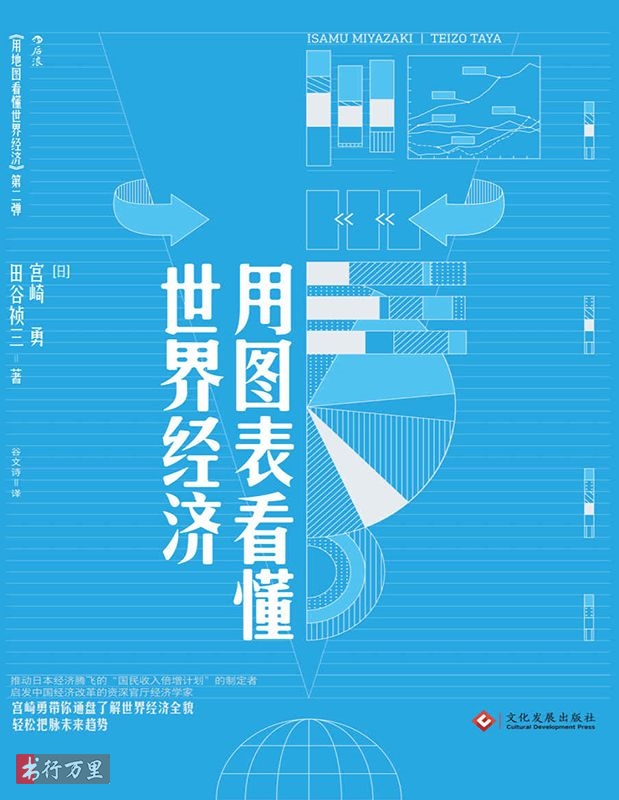 ISAMU MIYAZAKI | TEIZO TAYA
后浪
《用地图看懂世界经济》第二弹
用图表看懂
世界经济
[日]
宫崎 勇
田谷祯三 = 著
谷文诗 = 译
推动日本经济腾飞的“国民收入倍增计划”的制定者
启发中国经济改革的资深官厅经济学家
宫崎勇带你通盘了解世界经济全貌
轻松把脉未来趋势
文化发展出版社
Cultural Development Press
书行万里